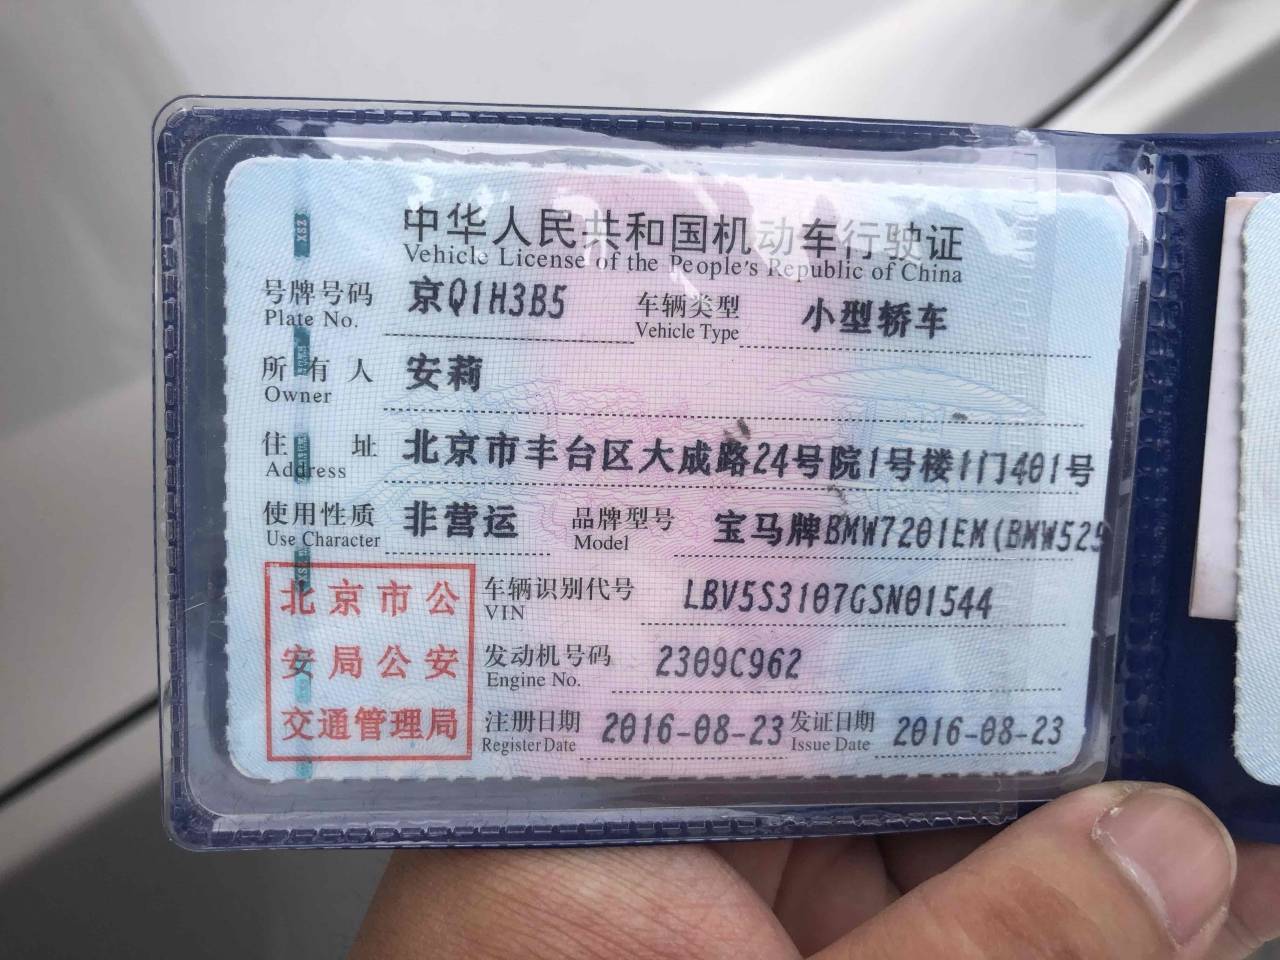 中华人民共和国机动车行驶证
Vehicle License of the People's Republic of China
号牌号码 京Q1H3B5 车辆类型 小型轿车
Plate No. Vehicle Type
所有人 安莉
Owner
住址 北京市丰台区大成路24号院1号楼1门401号
Address
使用性质 非营运 品牌型号 宝马牌BMW7201EM(BMW525
Use Character Model
北京市公
安局公安
交通管理局
车辆识别代号 LBV5S3107GSN01544
VIN
发动机号码 2309C962
Engine No.
注册日期 2016-08-23 发证日期 2016-08-23
Register Date Issue Date
XSZ